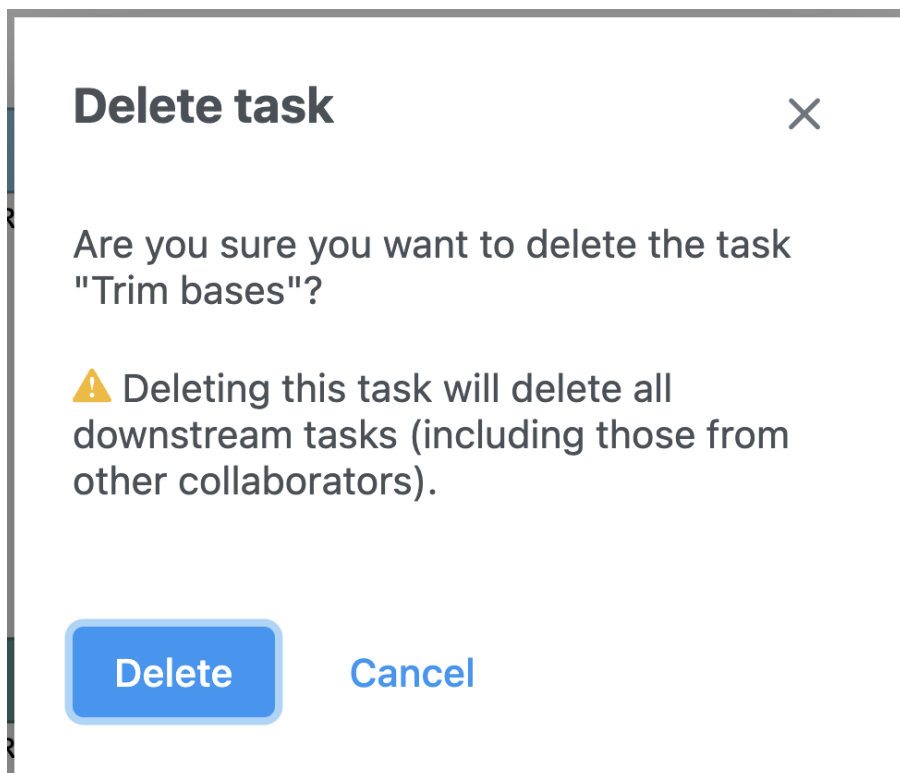 Delete task
Are you sure you want to delete the task
"Trim bases"?
Deleting this task will delete all
downstream tasks (including those from
other collaborators).
Delete
Cancel